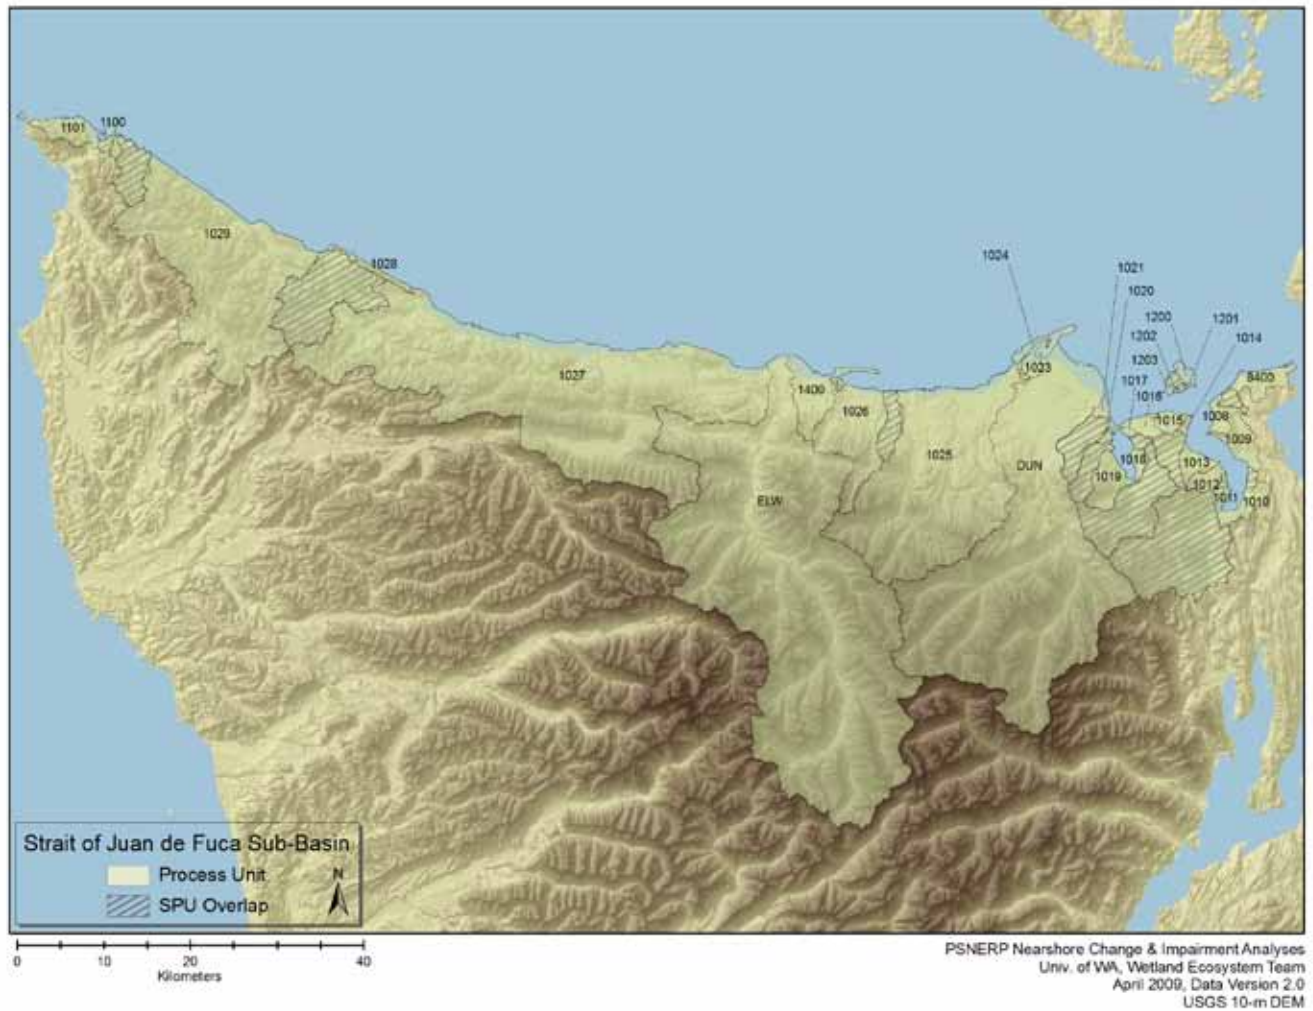 1101
1100
1029
1028
1024
1021
1020
1200
1201
1202
1014
1203
1017
1016
1027
1023
1400
8400
1026
1015
1008
1009
1025
DUN
1018
1013
1019
1012
1011
1010
ELW
Strait of Juan de Fuca Sub-Basin
Process Unit
N
SPU Overlap
0 10 20 40
Kilometers
PSNERP Nearshore Change & Impairment Analyses
Univ. of WA, Wetland Ecosystem Team
April 2009, Data Version 2.0
USGS 10-m DEM